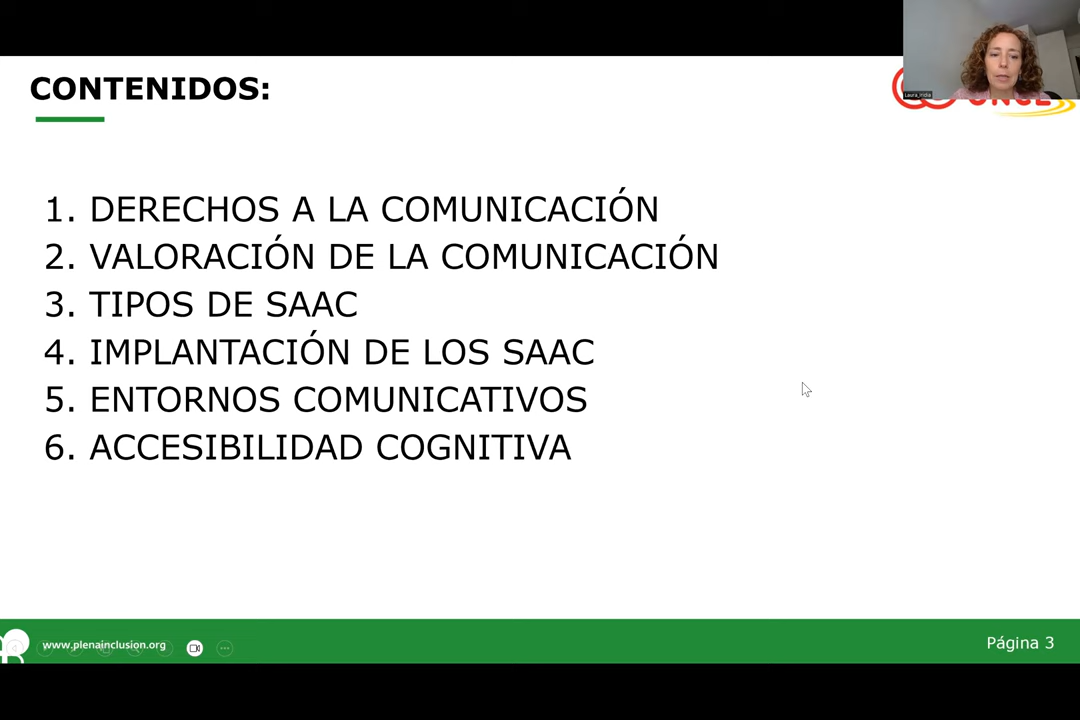 CONTENIDOS:
1. DERECHOS A LA COMUNICACIÓN
2. VALORACIÓN DE LA COMUNICACIÓN
3. TIPOS DE SAAC
4. IMPLANTACIÓN DE LOS SAAC
5. ENTORNOS COMUNICATIVOS
6. ACCESIBILIDAD COGNITIVA
www.plenainclusion.org
Página 3